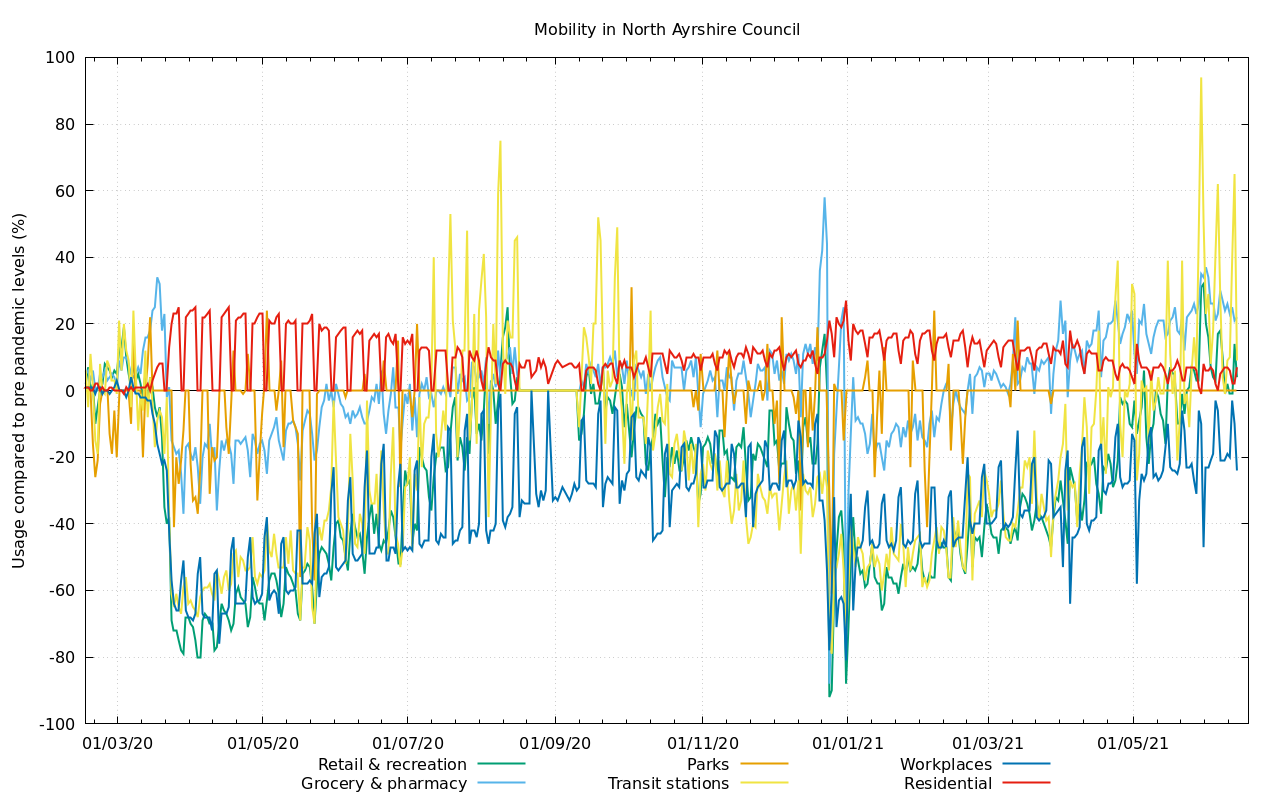 Mobility in North Ayrshire Council
Usage compared to pre pandemic levels (%)
100
80
60
40
20
0
-20
-40
-60
-80
-100
01/03/20 01/05/20 01/07/20 01/09/20 01/11/20 01/01/21 01/03/21 01/05/21
Retail & recreation Parks Workplaces
Grocery & pharmacy Transit stations Residential